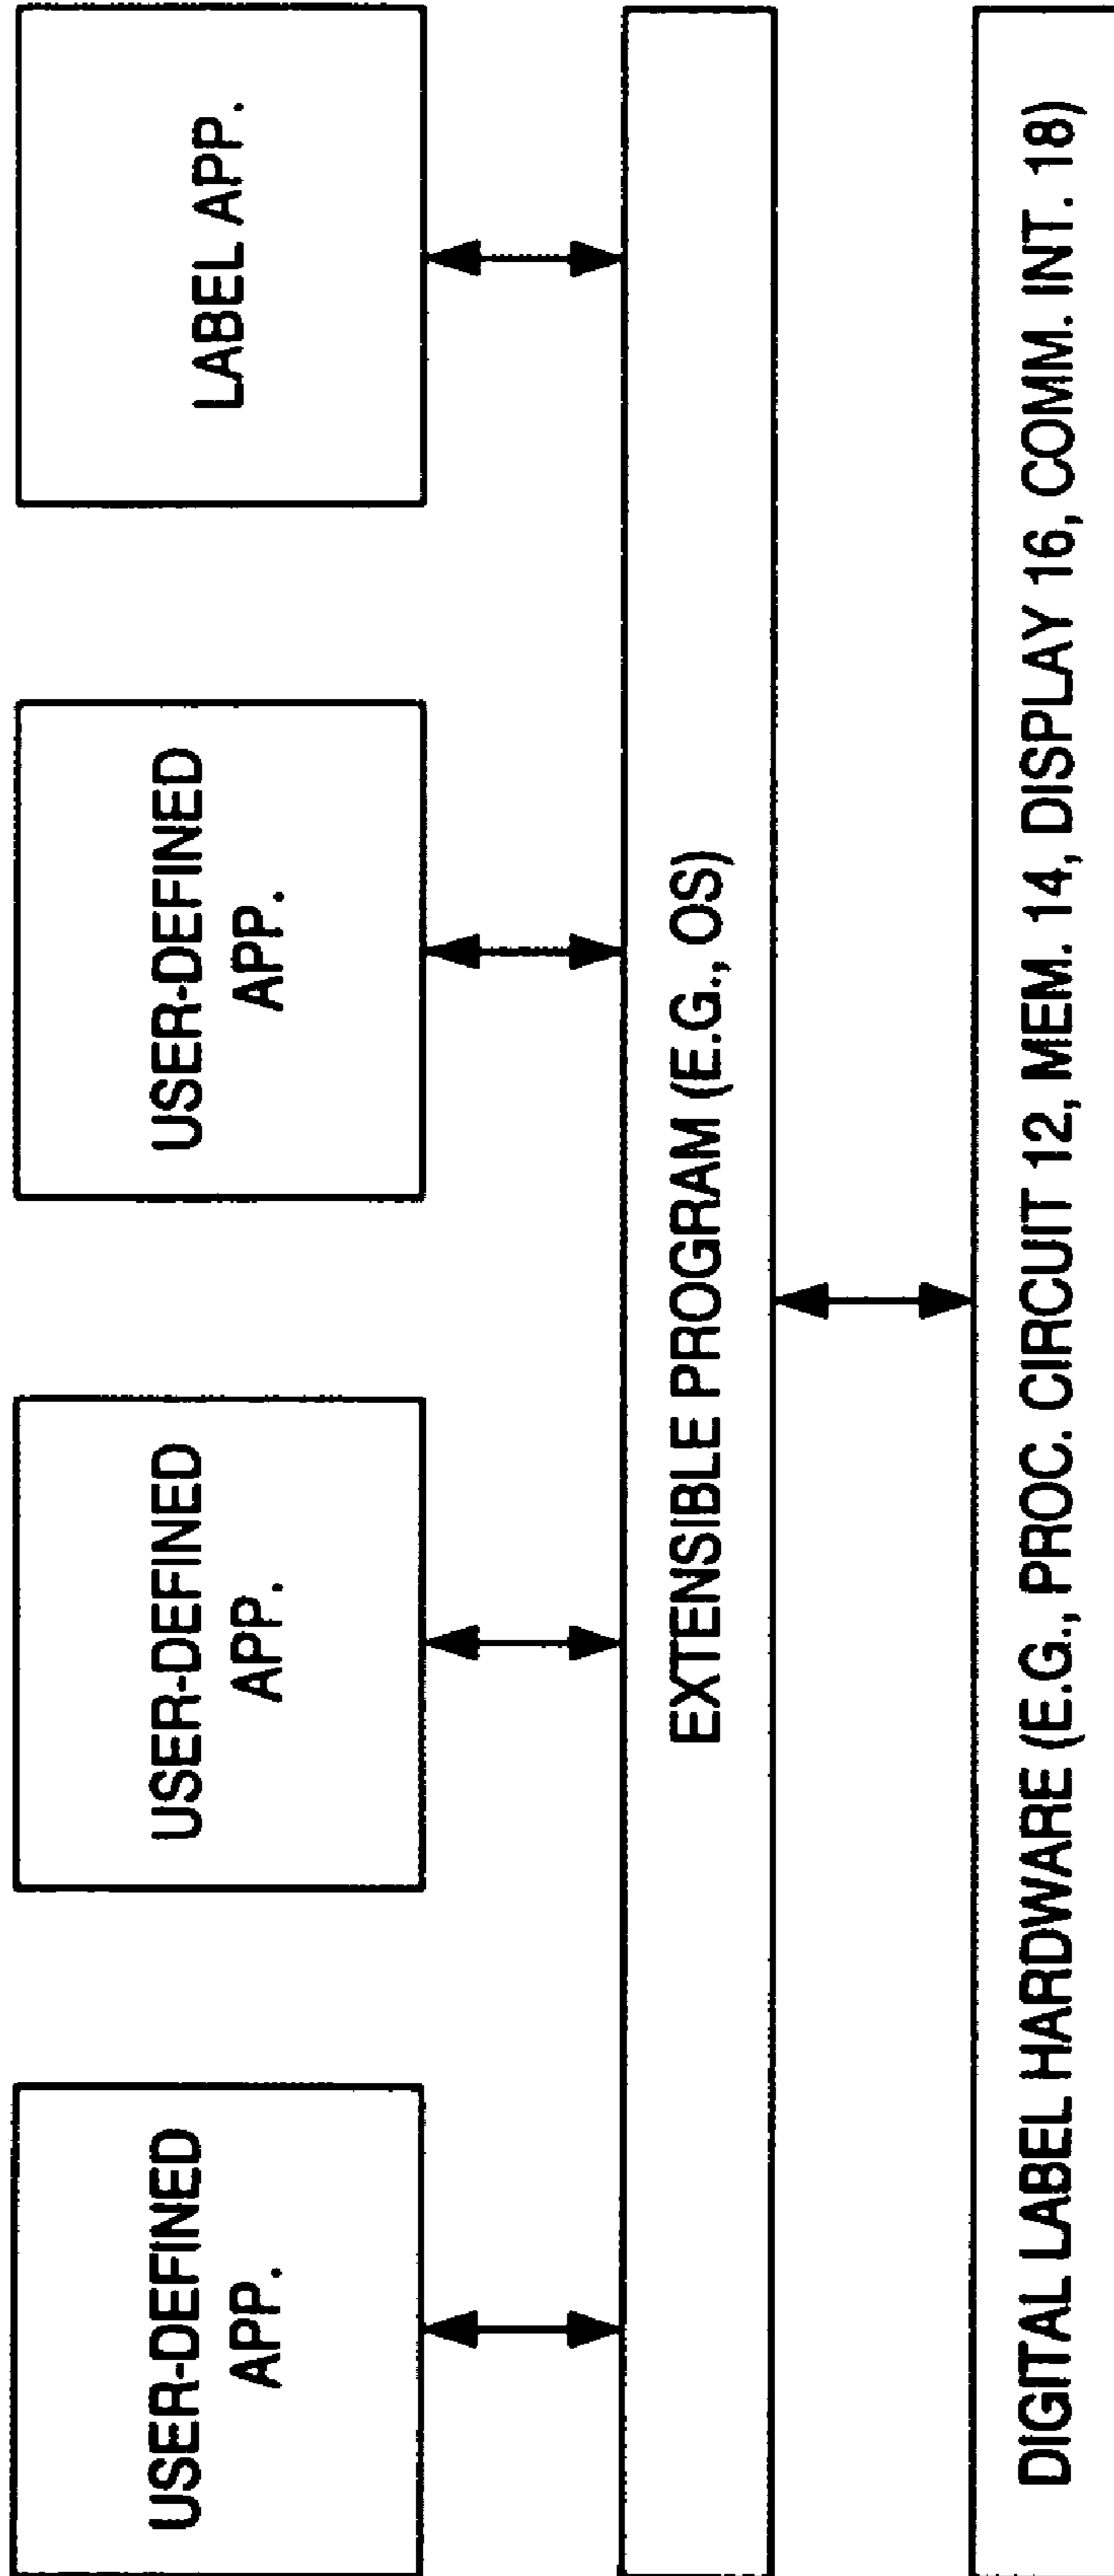 USER-DEFINED
APP.
USER-DEFINED
APP.
USER-DEFINED
APP.
LABEL APP.
EXTENSIBLE PROGRAM (E.G., OS)
DIGITAL LABEL HARDWARE (E.G., PROC. CIRCUIT 12, MEM. 14, DISPLAY 16, COMM. INT. 18)